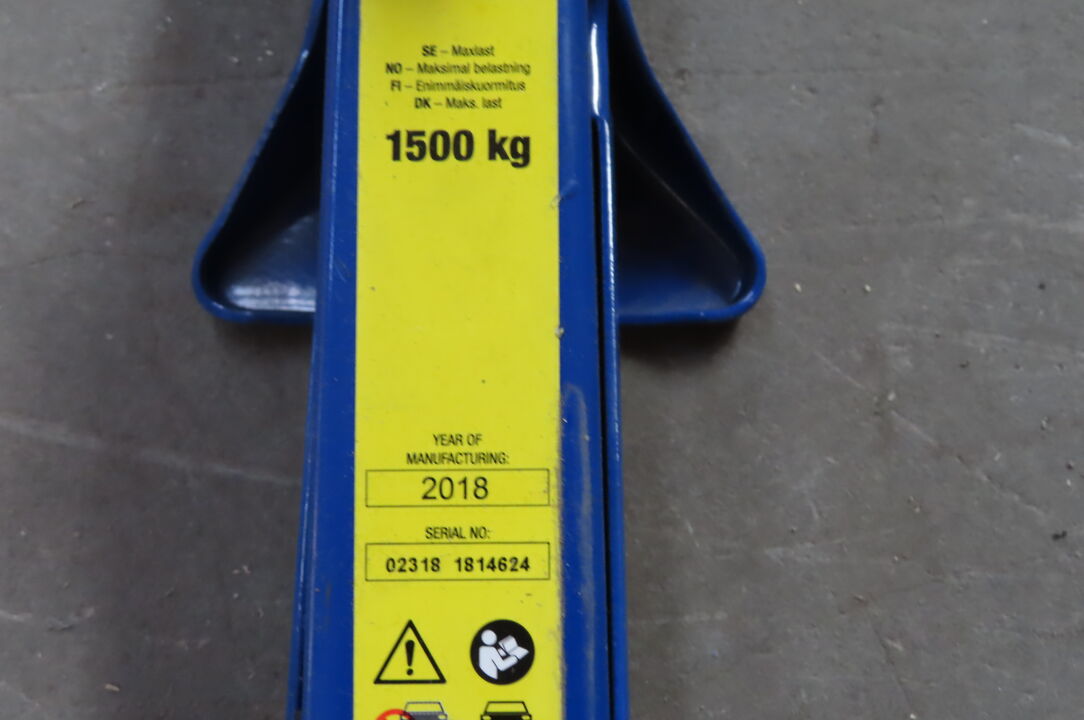 SE – Maxlast
NO – Maksimal belastning
FI – Enimmäiskuormitus
DK – Maks. last
1500 kg
YEAR OF
MANUFACTURING:
2018
SERIAL NO:
02318 1814624